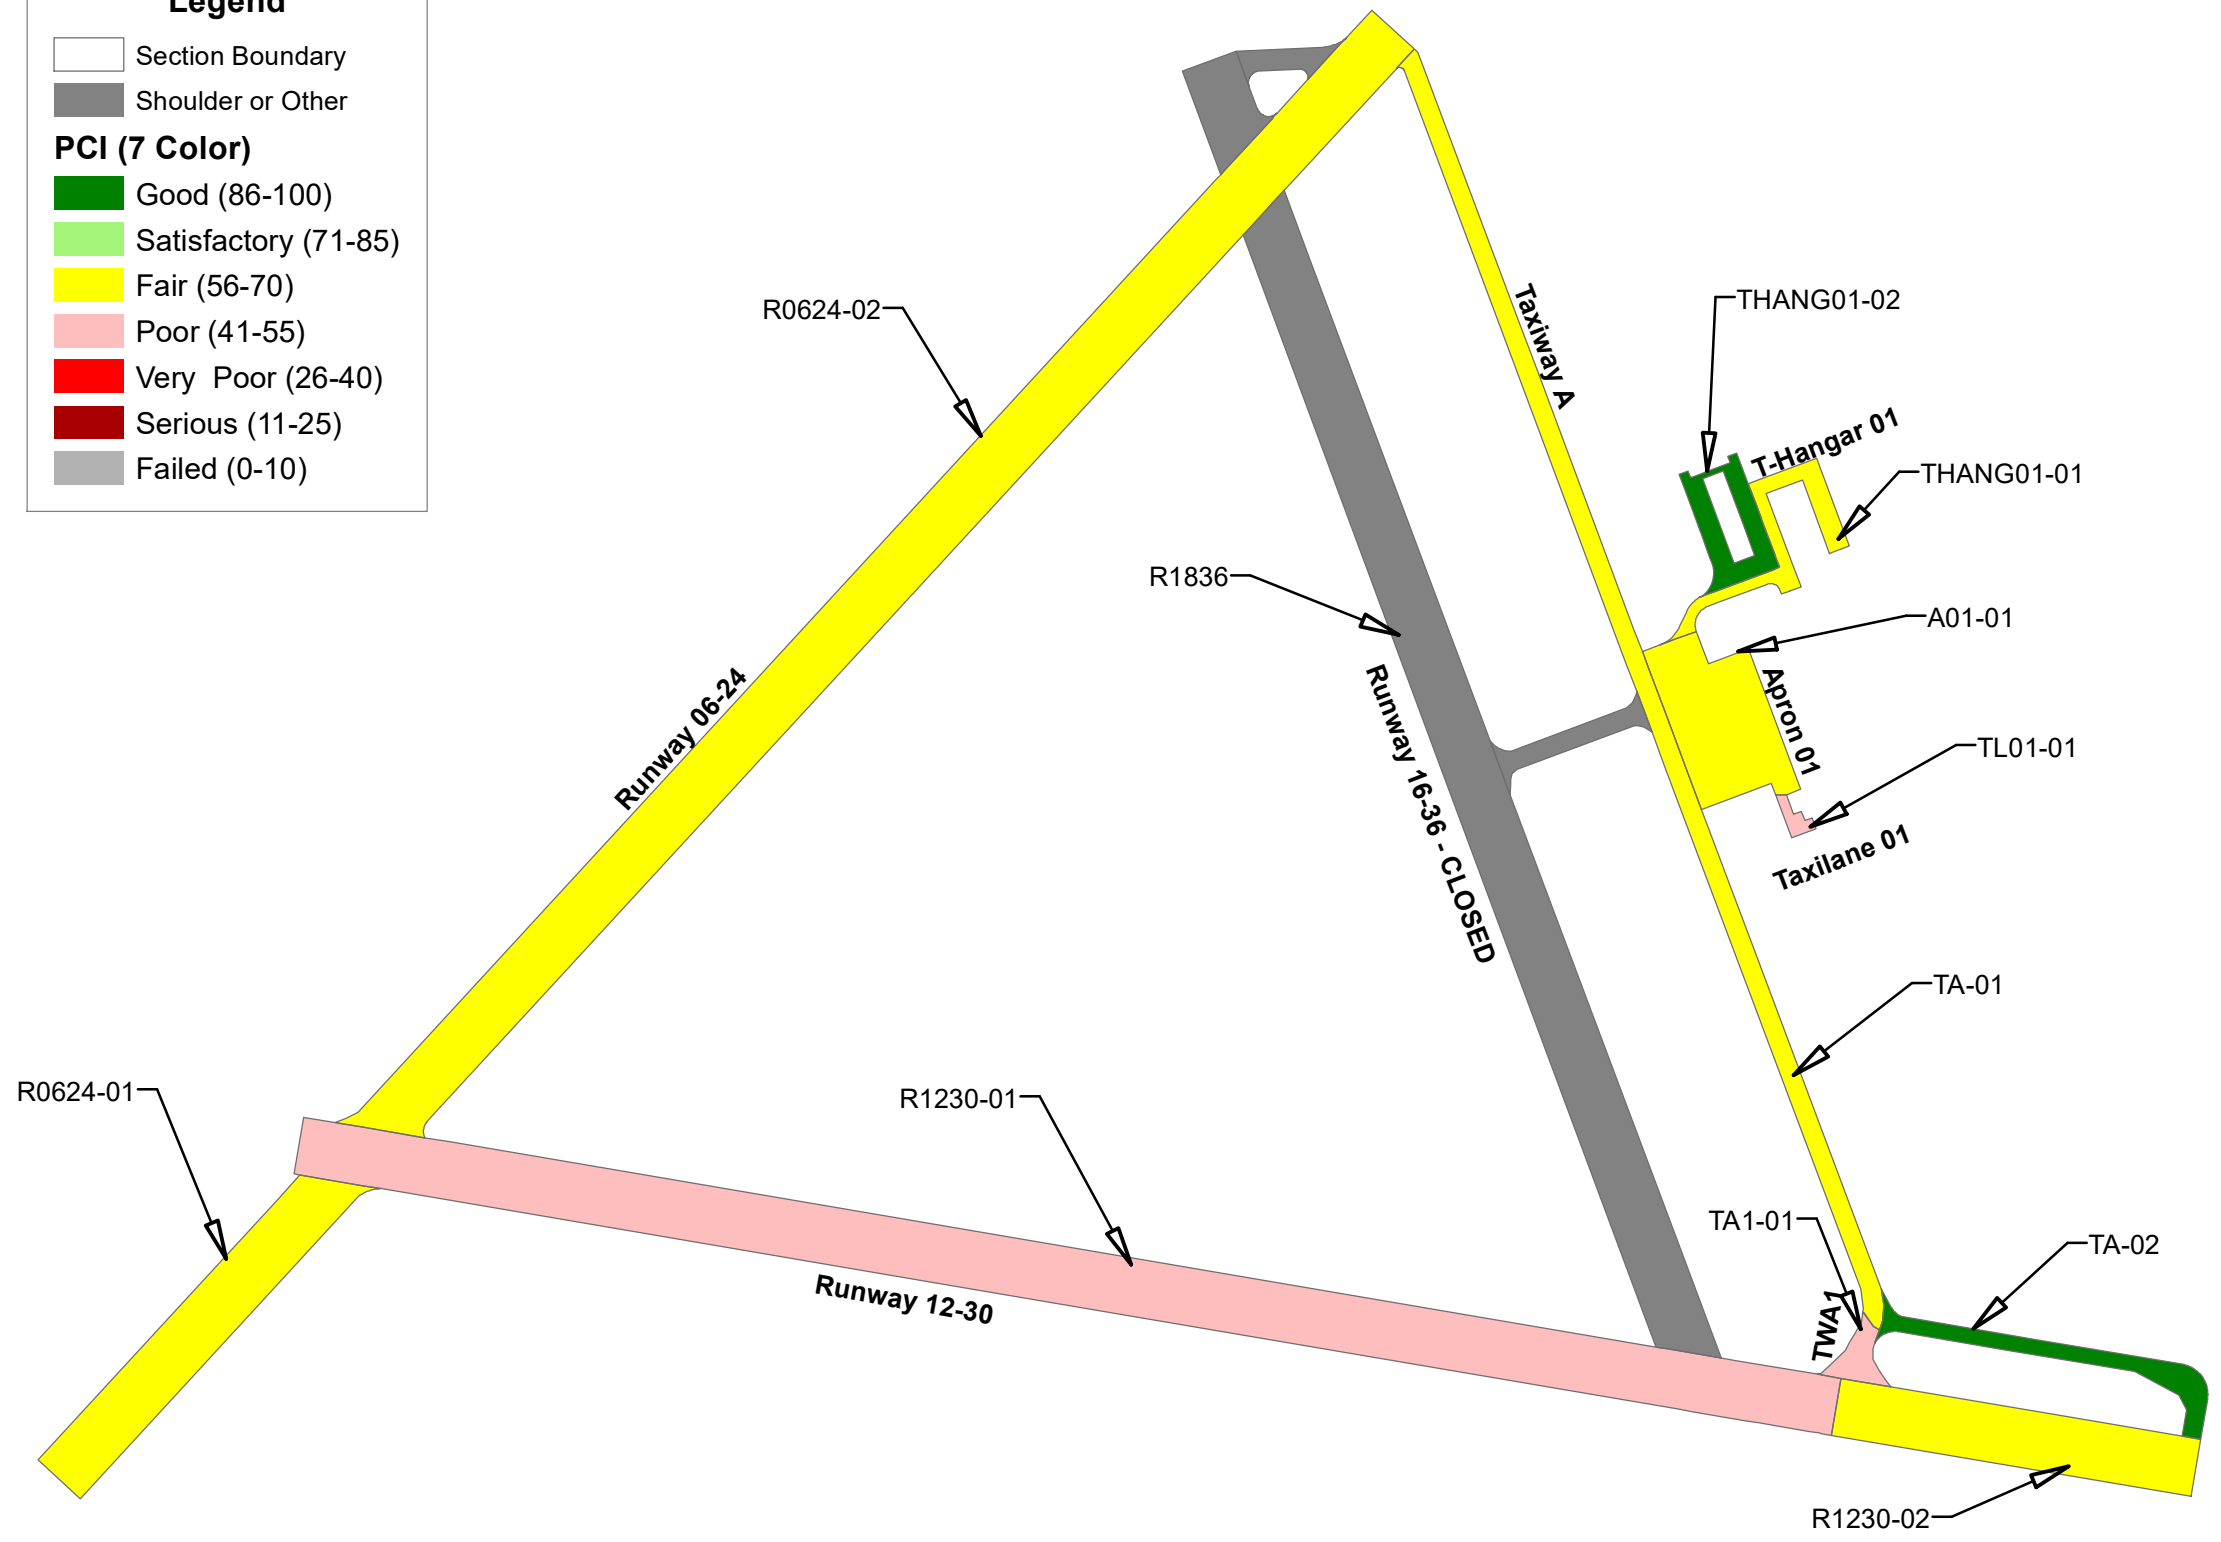 Legend
Section Boundary
Shoulder or Other
PCI (7 Color)
Good (86-100)
Satisfactory (71-85)
Fair (56-70)
Poor (41-55)
Very  Poor (26-40)
Serious (11-25)
Failed (0-10)
R0624-02
THANG01-02
Taxiway A
T-Hangar 01
THANG01-01
R1836
A01-01
Runway 06-24
Runway 16-36 - CLOSED
Apron 01
TL01-01
Taxilane 01
TA-01
R0624-01
R1230-01
TA1-01
TA-02
TWA 1
Runway 12-30
R1230-02